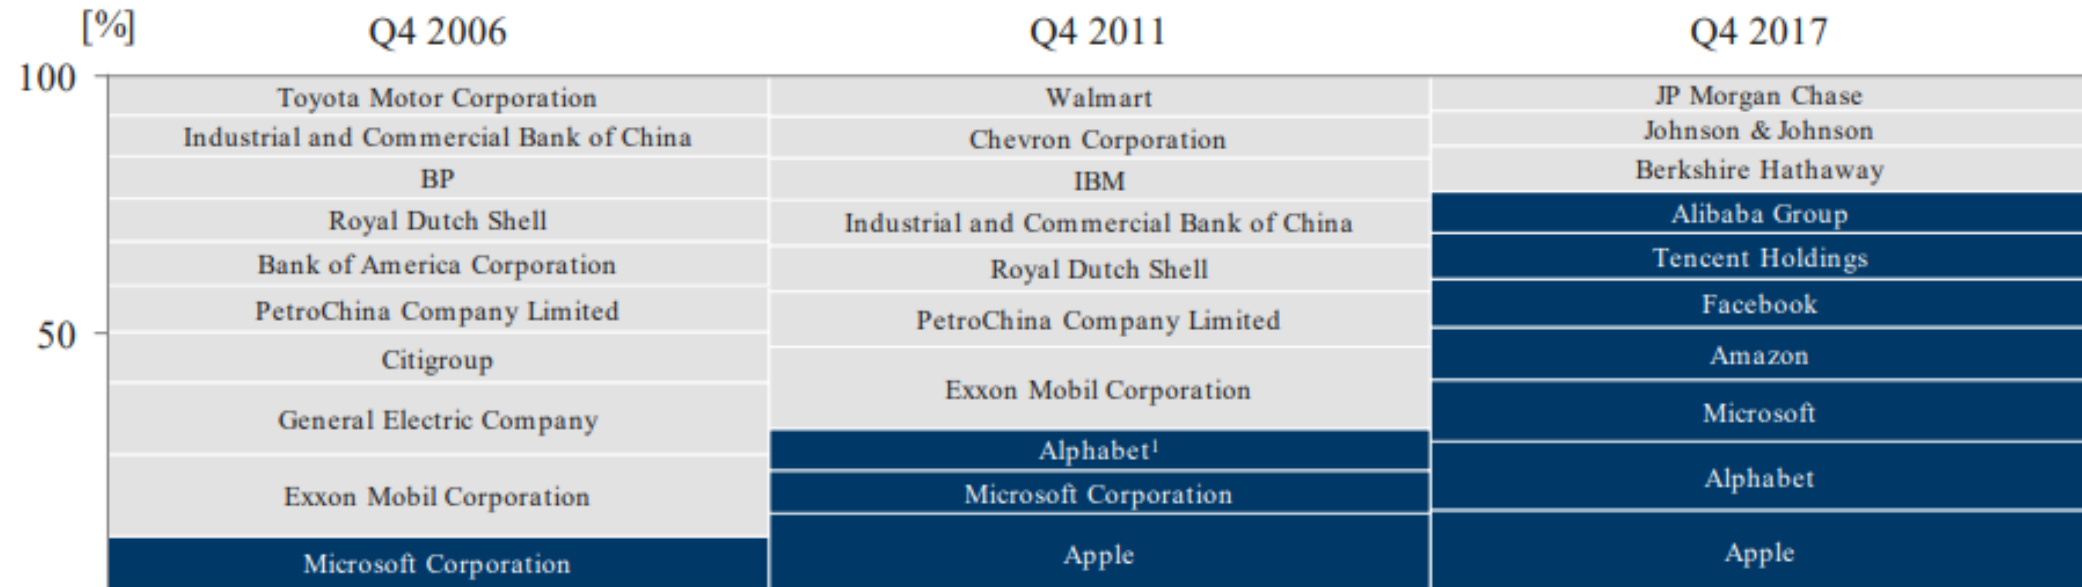 [%]
Q4 2006
Q4 2011
Q4 2017
100
50
Toyota Motor Corporation
Industrial and Commercial Bank of China
BP
Royal Dutch Shell
Bank of America Corporation
PetroChina Company Limited
Citigroup
General Electric Company
Exxon Mobil Corporation
Microsoft Corporation
Walmart
Chevron Corporation
IBM
Industrial and Commercial Bank of China
Royal Dutch Shell
PetroChina Company Limited
Exxon Mobil Corporation
Alphabet¹
Microsoft Corporation
Apple
JP Morgan Chase
Johnson & Johnson
Berkshire Hathaway
Alibaba Group
Tencent Holdings
Facebook
Amazon
Microsoft
Alphabet
Apple